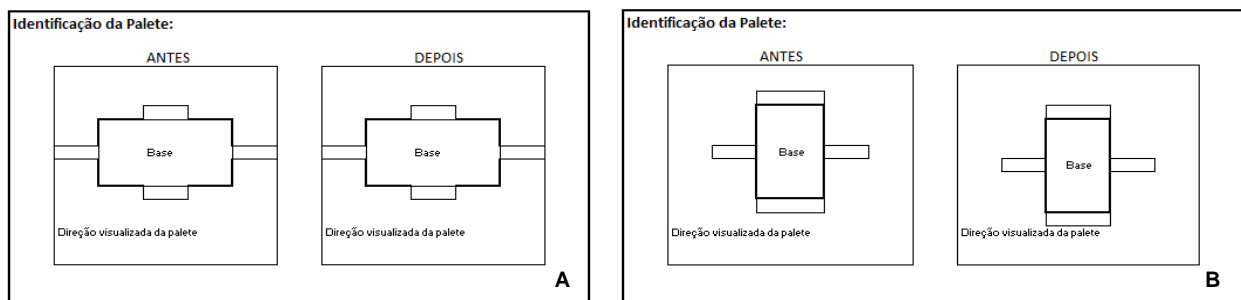 Identificação da Palete:
ANTES
DEPOIS
Base
Base
Direção visualizada da palete
Direção visualizada da palete
A
Identificação da Palete:
ANTES
DEPOIS
Base
Base
Direção visualizada da palete
Direção visualizada da palete
B